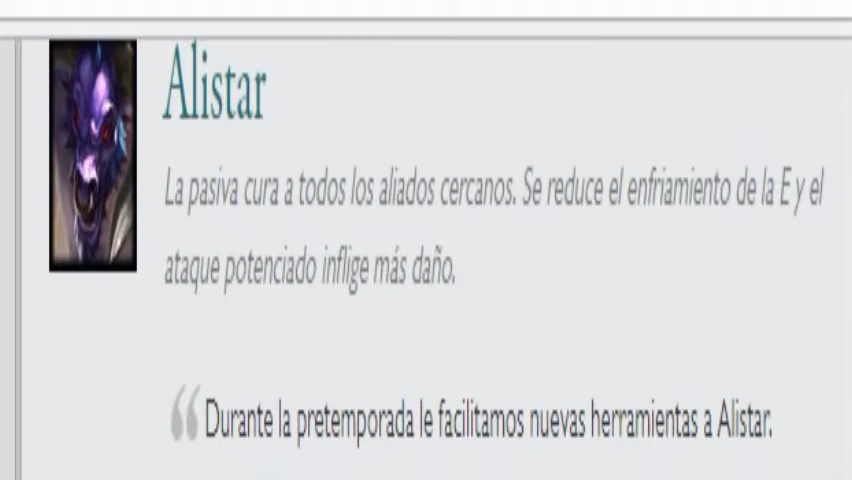 Alistar
La pasiva cura a todos los aliados cercanos. Se reduce el enfriamiento de la E y el
ataque potenciado inflige más daño.
“Durante la pretemporada le facilitamos nuevas herramientas a Alistar.